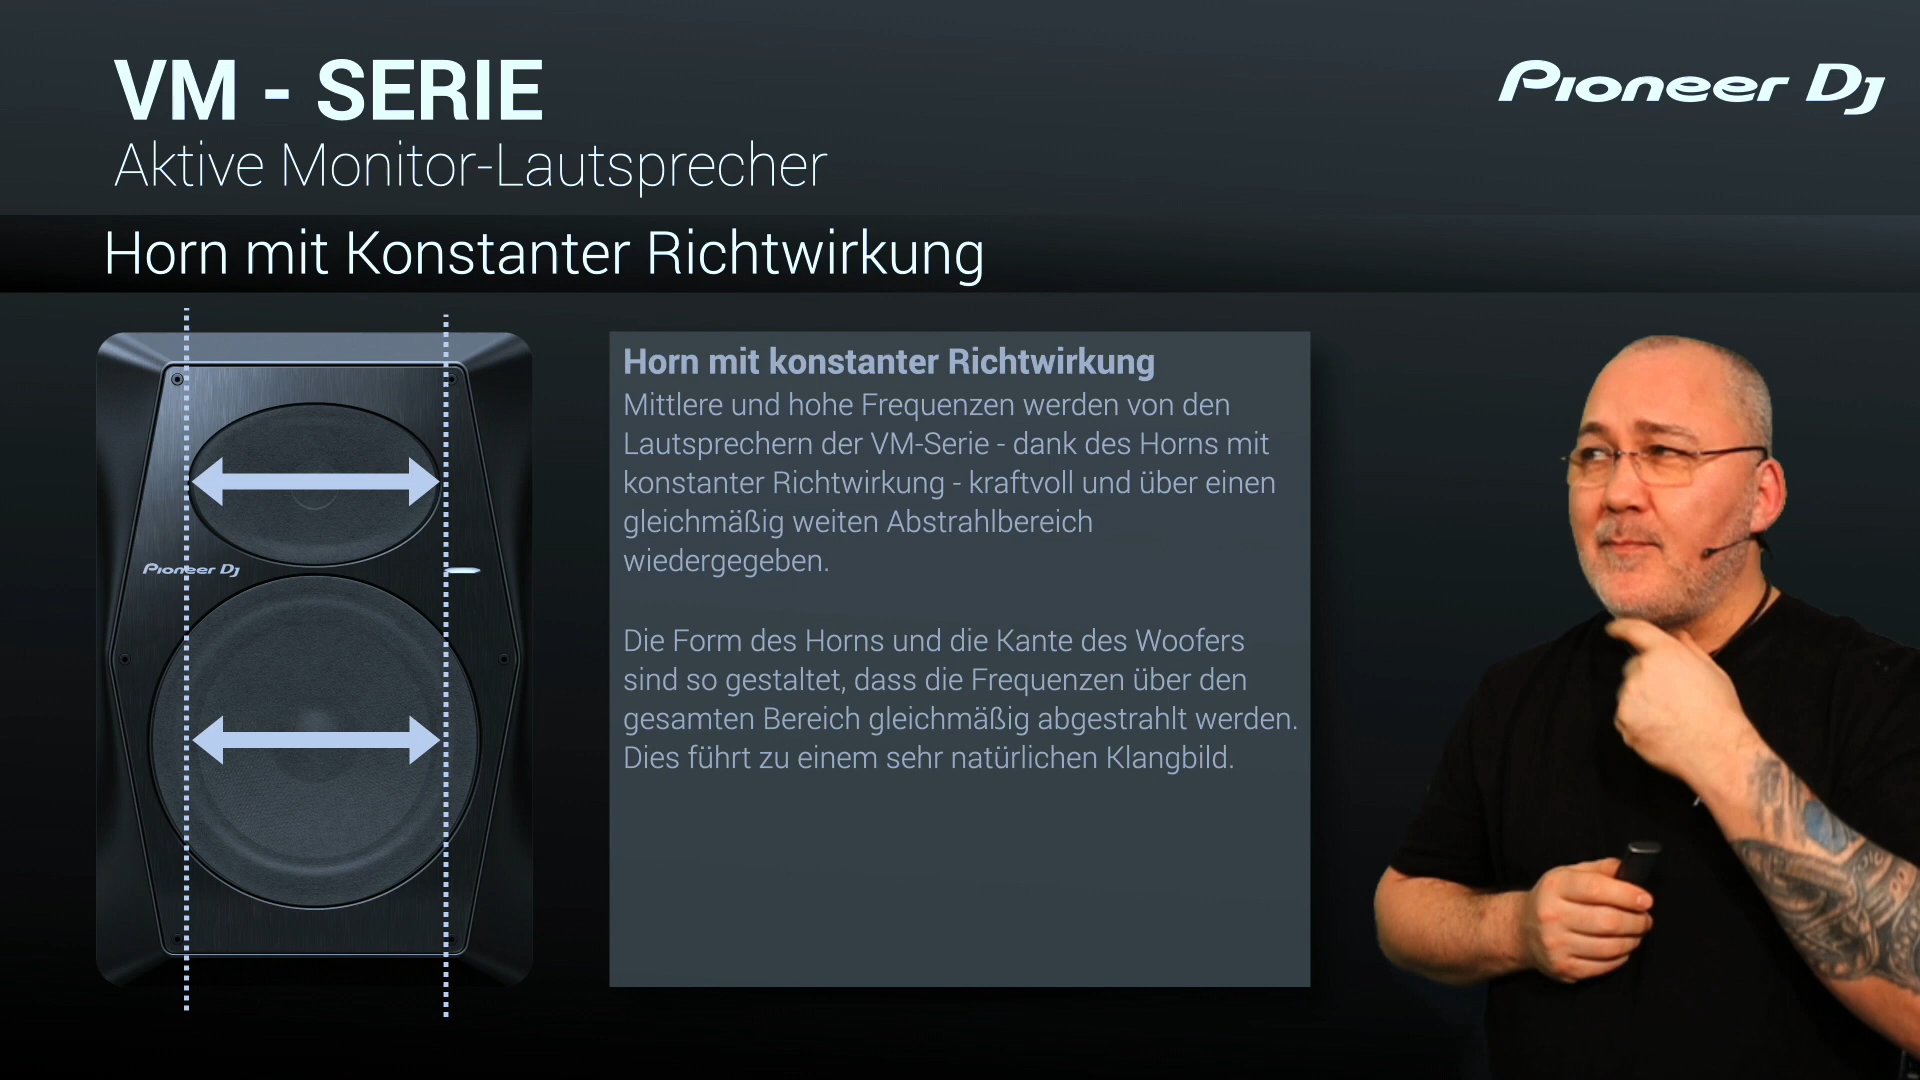 VM - SERIE
Aktive Monitor-Lautsprecher
Pioneer DJ
Horn mit Konstanter Richtwirkung
Pioneer DJ
Horn mit konstanter Richtwirkung
Mittlere und hohe Frequenzen werden von den
Lautsprechern der VM-Serie - dank des Horns mit
konstanter Richtwirkung - kraftvoll und über einen
gleichmäßig weiten Abstrahlbereich
wiedergegeben.
Die Form des Horns und die Kante des Woofers
sind so gestaltet, dass die Frequenzen über den
gesamten Bereich gleichmäßig abgestrahlt werden.
Dies führt zu einem sehr natürlichen Klangbild.